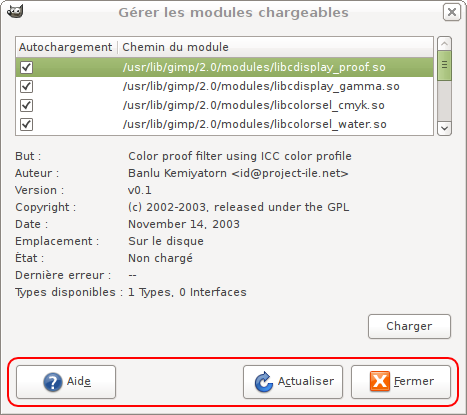 Gérer les modules chargeables
Autochargement Chemin du module
/usr/lib/gimp/2.0/modules/libcdisplay_proof.so
/usr/lib/gimp/2.0/modules/libcdisplay_gamma.so
/usr/lib/gimp/2.0/modules/libcolorsel_cmyk.so
/usr/lib/gimp/2.0/modules/libcolorsel_water.so
But : Color proof filter using ICC color profile
Auteur : Banlu Kemiyatorn <id@project-ile.net>
Version : v0.1
Copyright : (c) 2002-2003, released under the GPL
Date : November 14, 2003
Emplacement : Sur le disque
État : Non chargé
Dernière erreur : --
Types disponibles : 1 Types, 0 Interfaces
Charger
Aide Actualiser Fermer